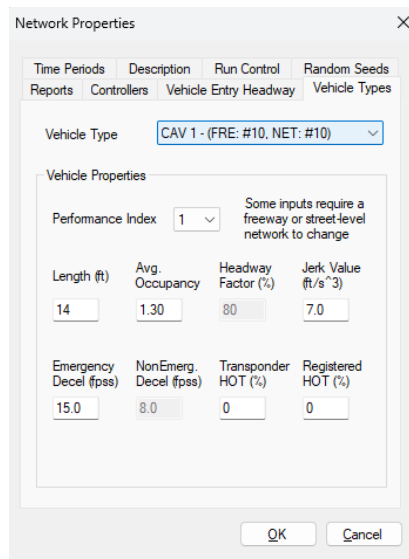 Network Properties
Time Periods Description Run Control Random Seeds
Reports Controllers Vehicle Entry Headway Vehicle Types
Vehicle Type CAV 1 - (FRE: #10, NET: #10)
Vehicle Properties
Performance Index 1
Some inputs require a
freeway or street-level
network to change
Length (ft) Avg. Occupancy Headway Factor (%) Jerk Value (ft/s^3)
14 1.30 80 7.0
Emergency Decel (fpss) NonEmerg. Decel (fpss) Transponder HOT (%) Registered HOT (%)
15.0 8.0 0 0
OK Cancel